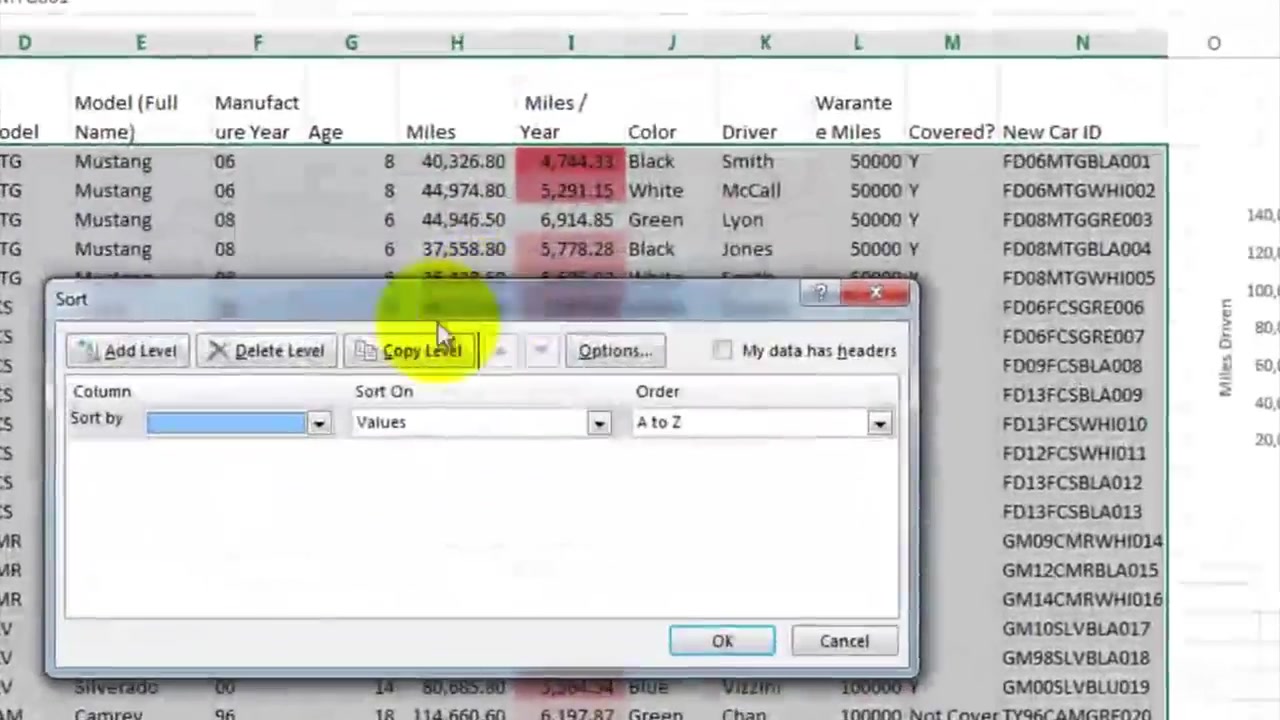 D E F G H I J K L M N O
Model (Full Manufact Miles / Warante
odel Name) ure Year Age Miles Year Color Driver e Miles Covered? New Car ID
TG Mustang 06 8 40,326.80 4,744.33 Black Smith 50000 Y FD06MTGBLA001
TG Mustang 06 8 44,974.80 5,291.15 White McCall 50000 Y FD06MTGWHI002
TG Mustang 08 6 44,946.50 6,914.85 Green Lyon 50000 Y FD08MTGGRE003
TG Mustang 08 6 37,558.80 5,778.28 Black Jones 50000 Y FD08MTGBLA004
TG Mustang 08 FD08MTGWHI005
Sort
CS FD06FCSGRE006
CS FD06FCSGRE007
Add Level Delete Level Copy Level Options... My data has headers
CS FD09FCSBLA008
Column Sort On Order
CS FD13FCSBLA009
Sort by Values A to Z
CS FD13FCSWHI010
CS FD12FCSWHI011
CS FD13FCSBLA012
CS FD13FCSBLA013
MR GM09CMRWHI014
MR GM12CMRBLA015
MR GM14CMRWHI016
V GM10SLVBLA017
OK Cancel
V GM98SLVBLA018
V Silverado 00 14 80,685.80 Blue Vizzini 100000 Y GM00SLVBLU019
AM Camrey 96 18 114,660.60 6,197.87 Green Chan 100000 Not Cover TY96CAMGRE020
140,
120,
100,
80,
60,
40,
20,
Miles Driven